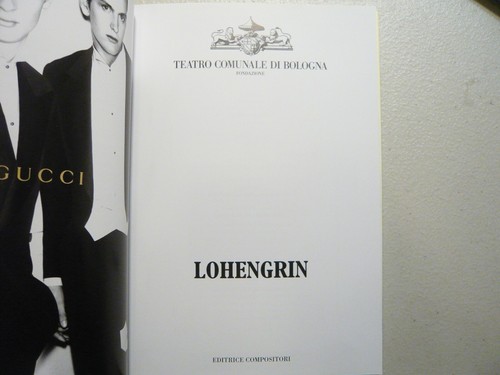 GUCCI
TEATRO COMUNALE DI BOLOGNA
FONDAZIONE
LOHENGRIN
EDITRICE COMPOSITORI